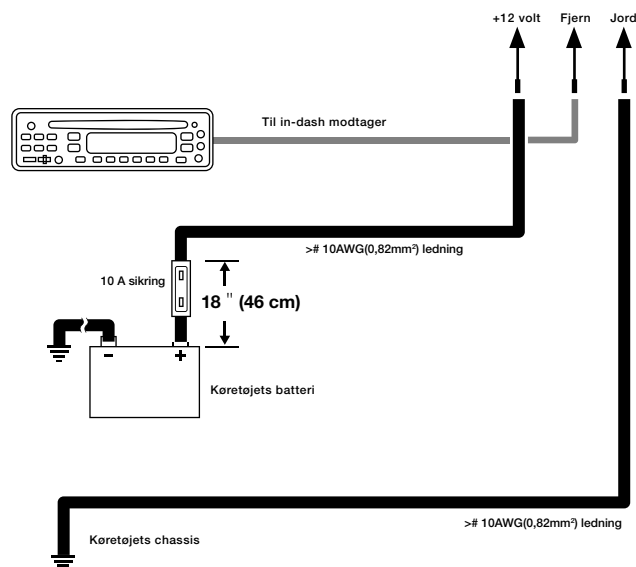 +12 volt
Fjern
Jord
Til in-dash modtager
># 10AWG(0,82mm²) ledning
10 A sikring
18 " (46 cm)
Køretøjets batteri
># 10AWG(0,82mm²) ledning
Køretøjets chassis